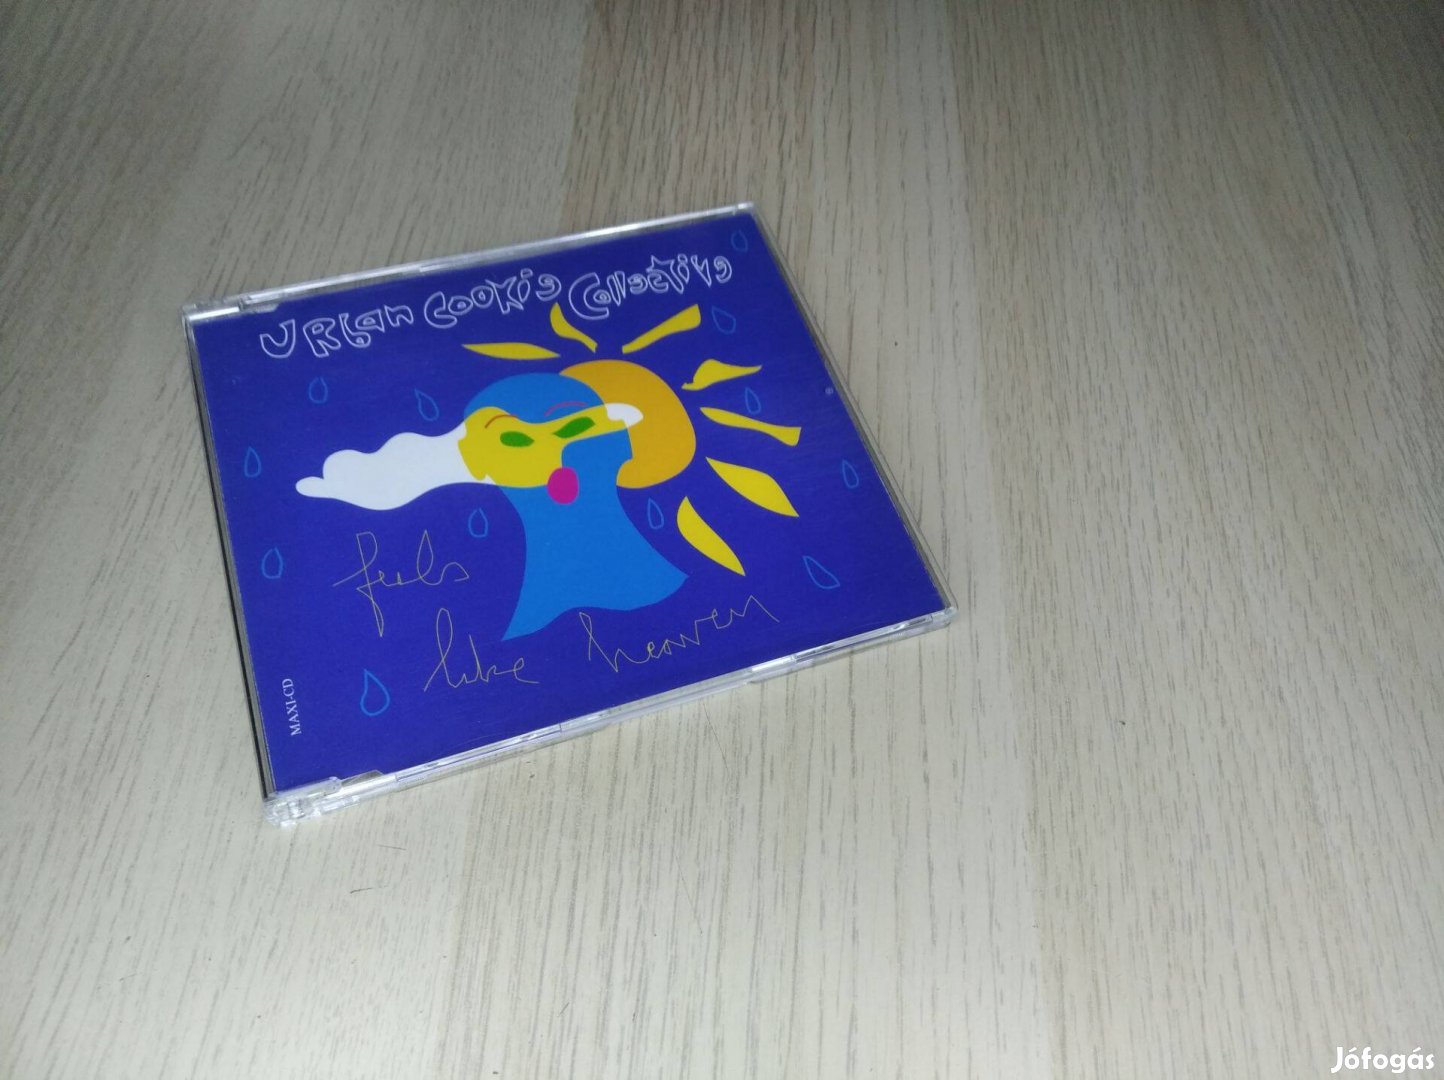 Urban Cookie Collective
feels
like heaven
MAXI-CD
Jófogás